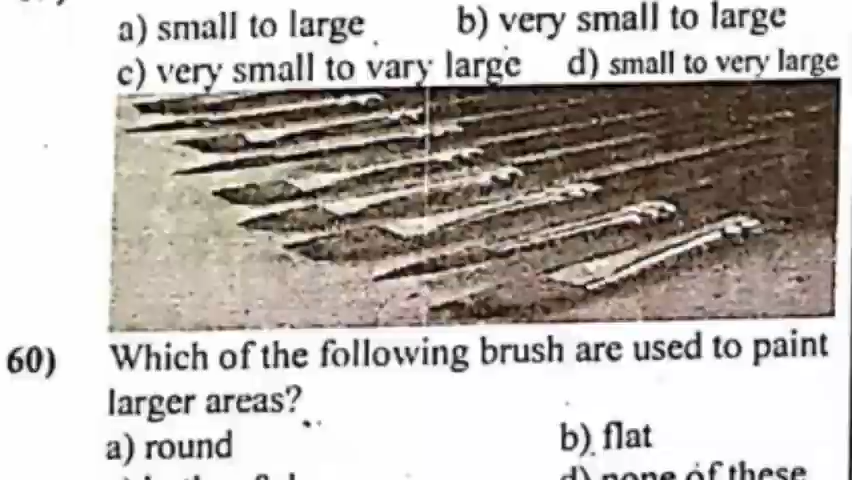 a) small to large b) very small to large
c) very small to vary large d) small to very large
60) Which of the following brush are used to paint
larger areas?
a) round b) flat
d) none of these